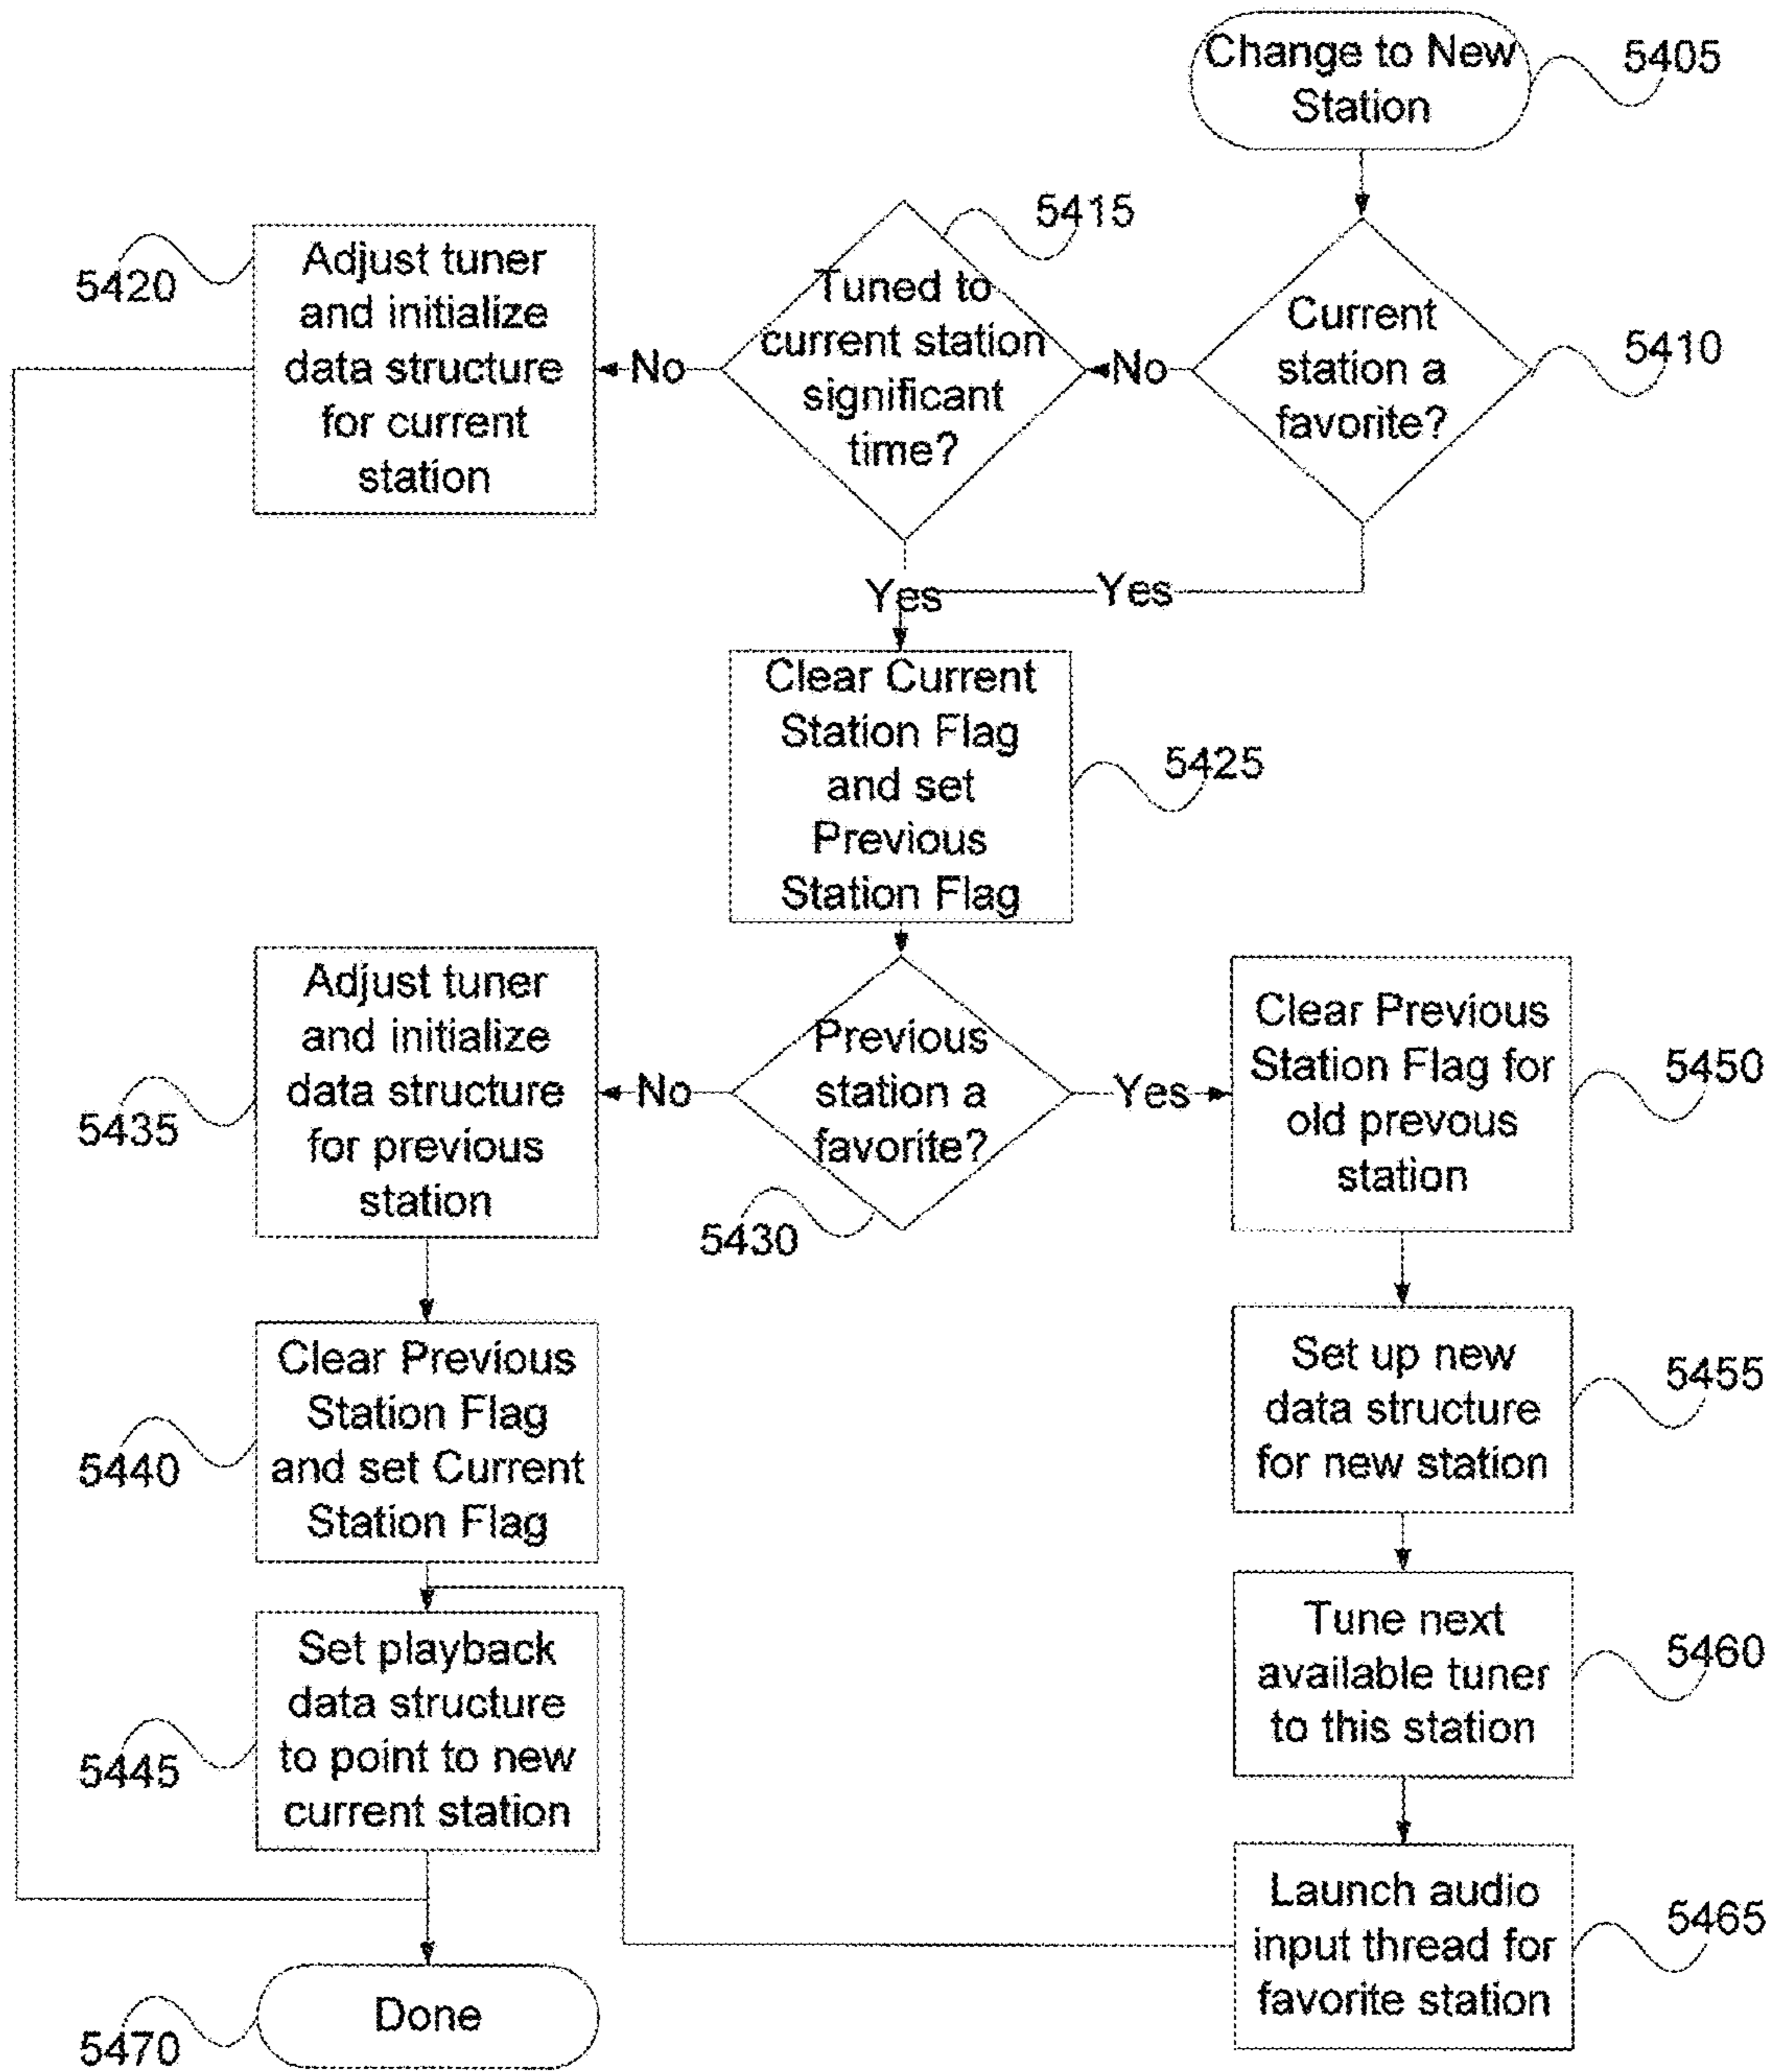 Change to New
Station
5405
5415
5420
Adjust tuner
and initialize
data structure
for current
station
No
Tuned to
current station
significant
time?
No
Current
station a
favorite?
5410
Yes
Yes
Clear Current
Station Flag
and set
Previous
Station Flag
5425
Adjust tuner
and initialize
data structure
for previous
station
5435
No
Previous
station a
favorite?
5430
Yes
Clear Previous
Station Flag for
old prevous
station
5450
Clear Previous
Station Flag
and set Current
Station Flag
5440
Set up new
data structure
for new station
5455
Set playback
data structure
to point to new
current station
5445
Tune next
available tuner
to this station
5460
Launch audio
input thread for
favorite station
5465
Done
5470